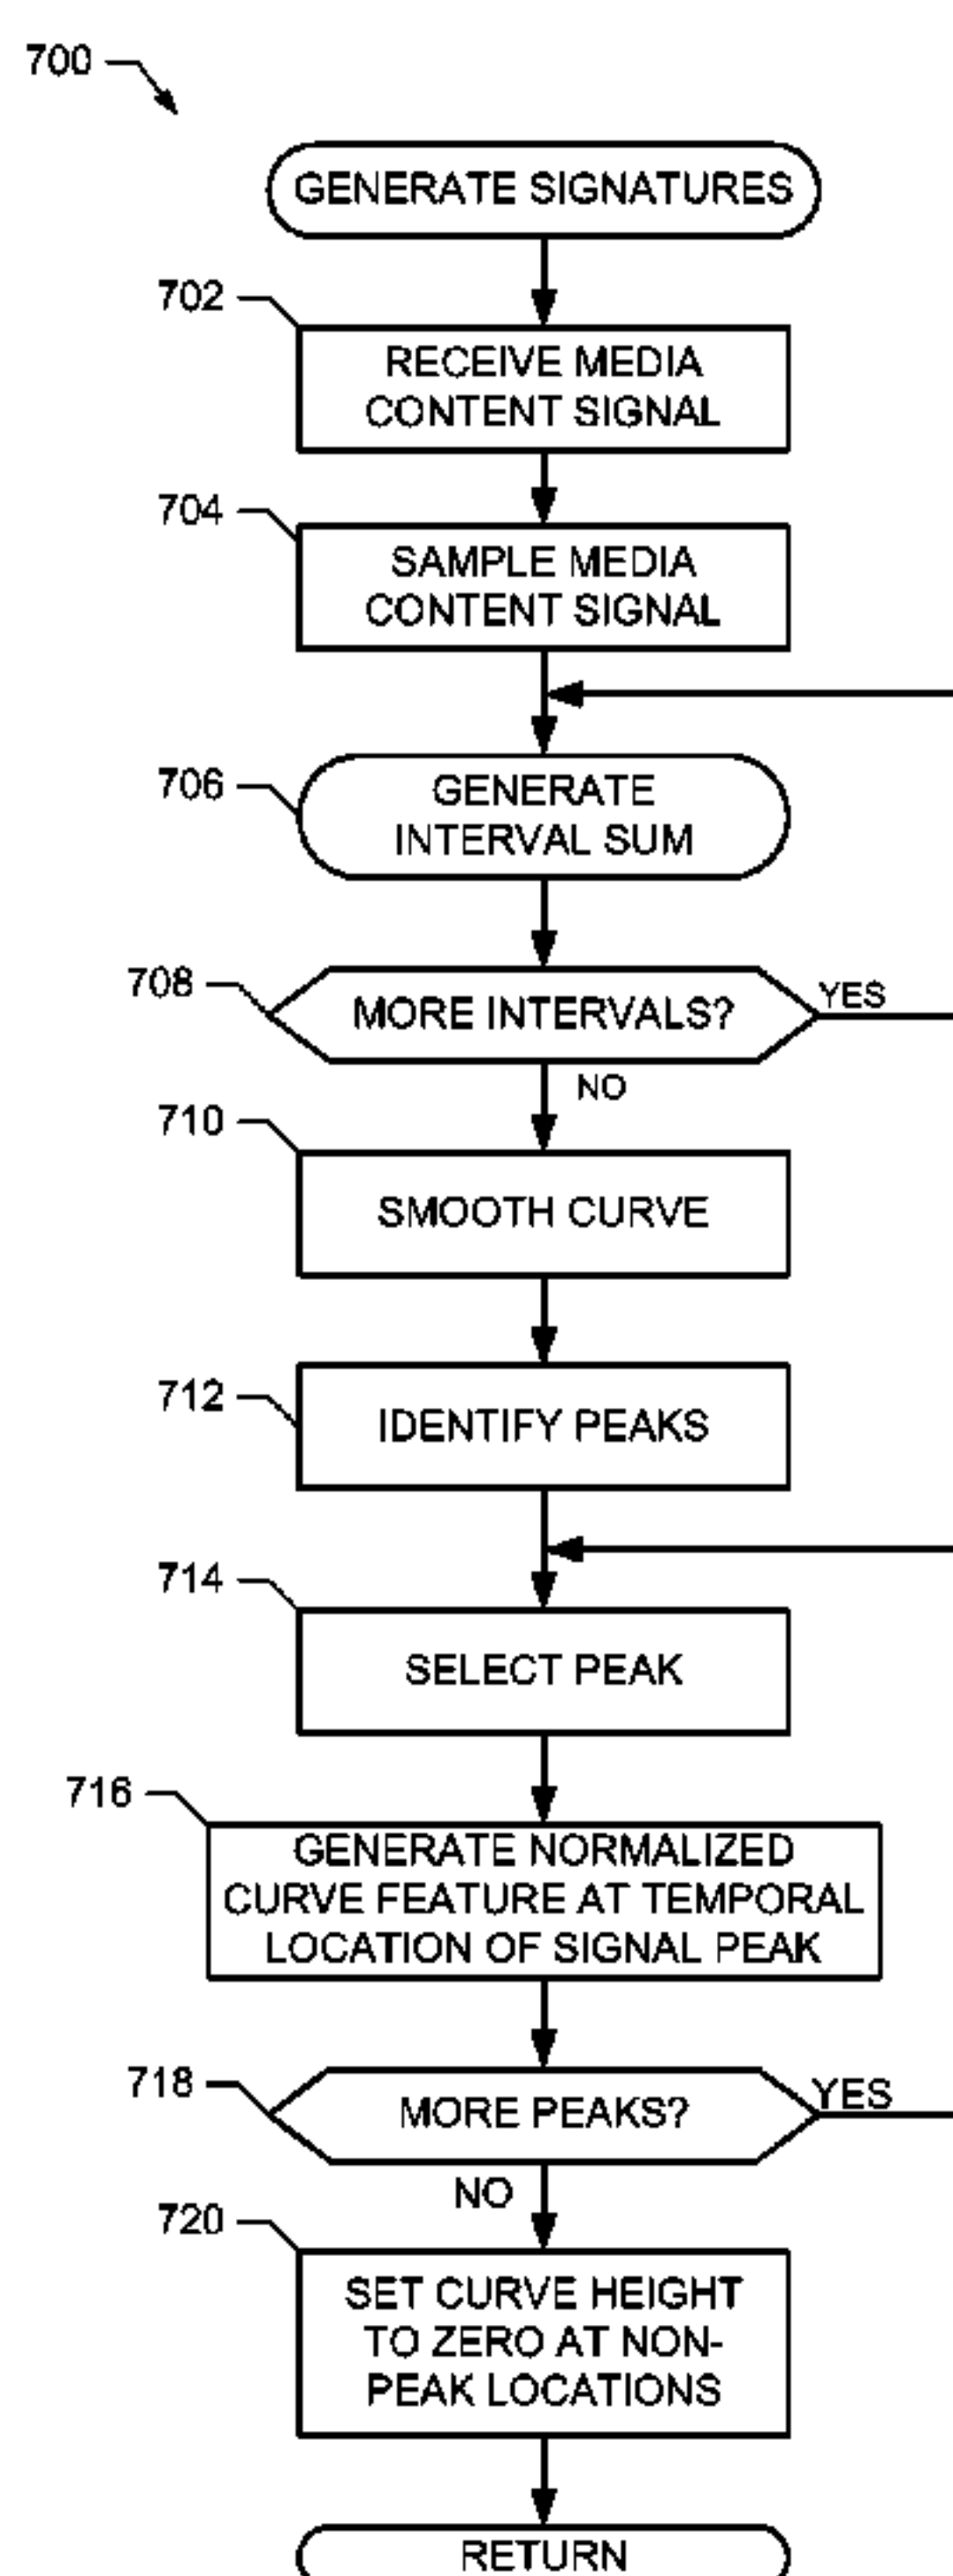 700
GENERATE SIGNATURES
702
RECEIVE MEDIA
CONTENT SIGNAL
704
SAMPLE MEDIA
CONTENT SIGNAL
706
GENERATE
INTERVAL SUM
708
MORE INTERVALS?
YES
NO
710
SMOOTH CURVE
712
IDENTIFY PEAKS
714
SELECT PEAK
716
GENERATE NORMALIZED
CURVE FEATURE AT TEMPORAL
LOCATION OF SIGNAL PEAK
718
MORE PEAKS?
YES
NO
720
SET CURVE HEIGHT
TO ZERO AT NON-
PEAK LOCATIONS
RETURN